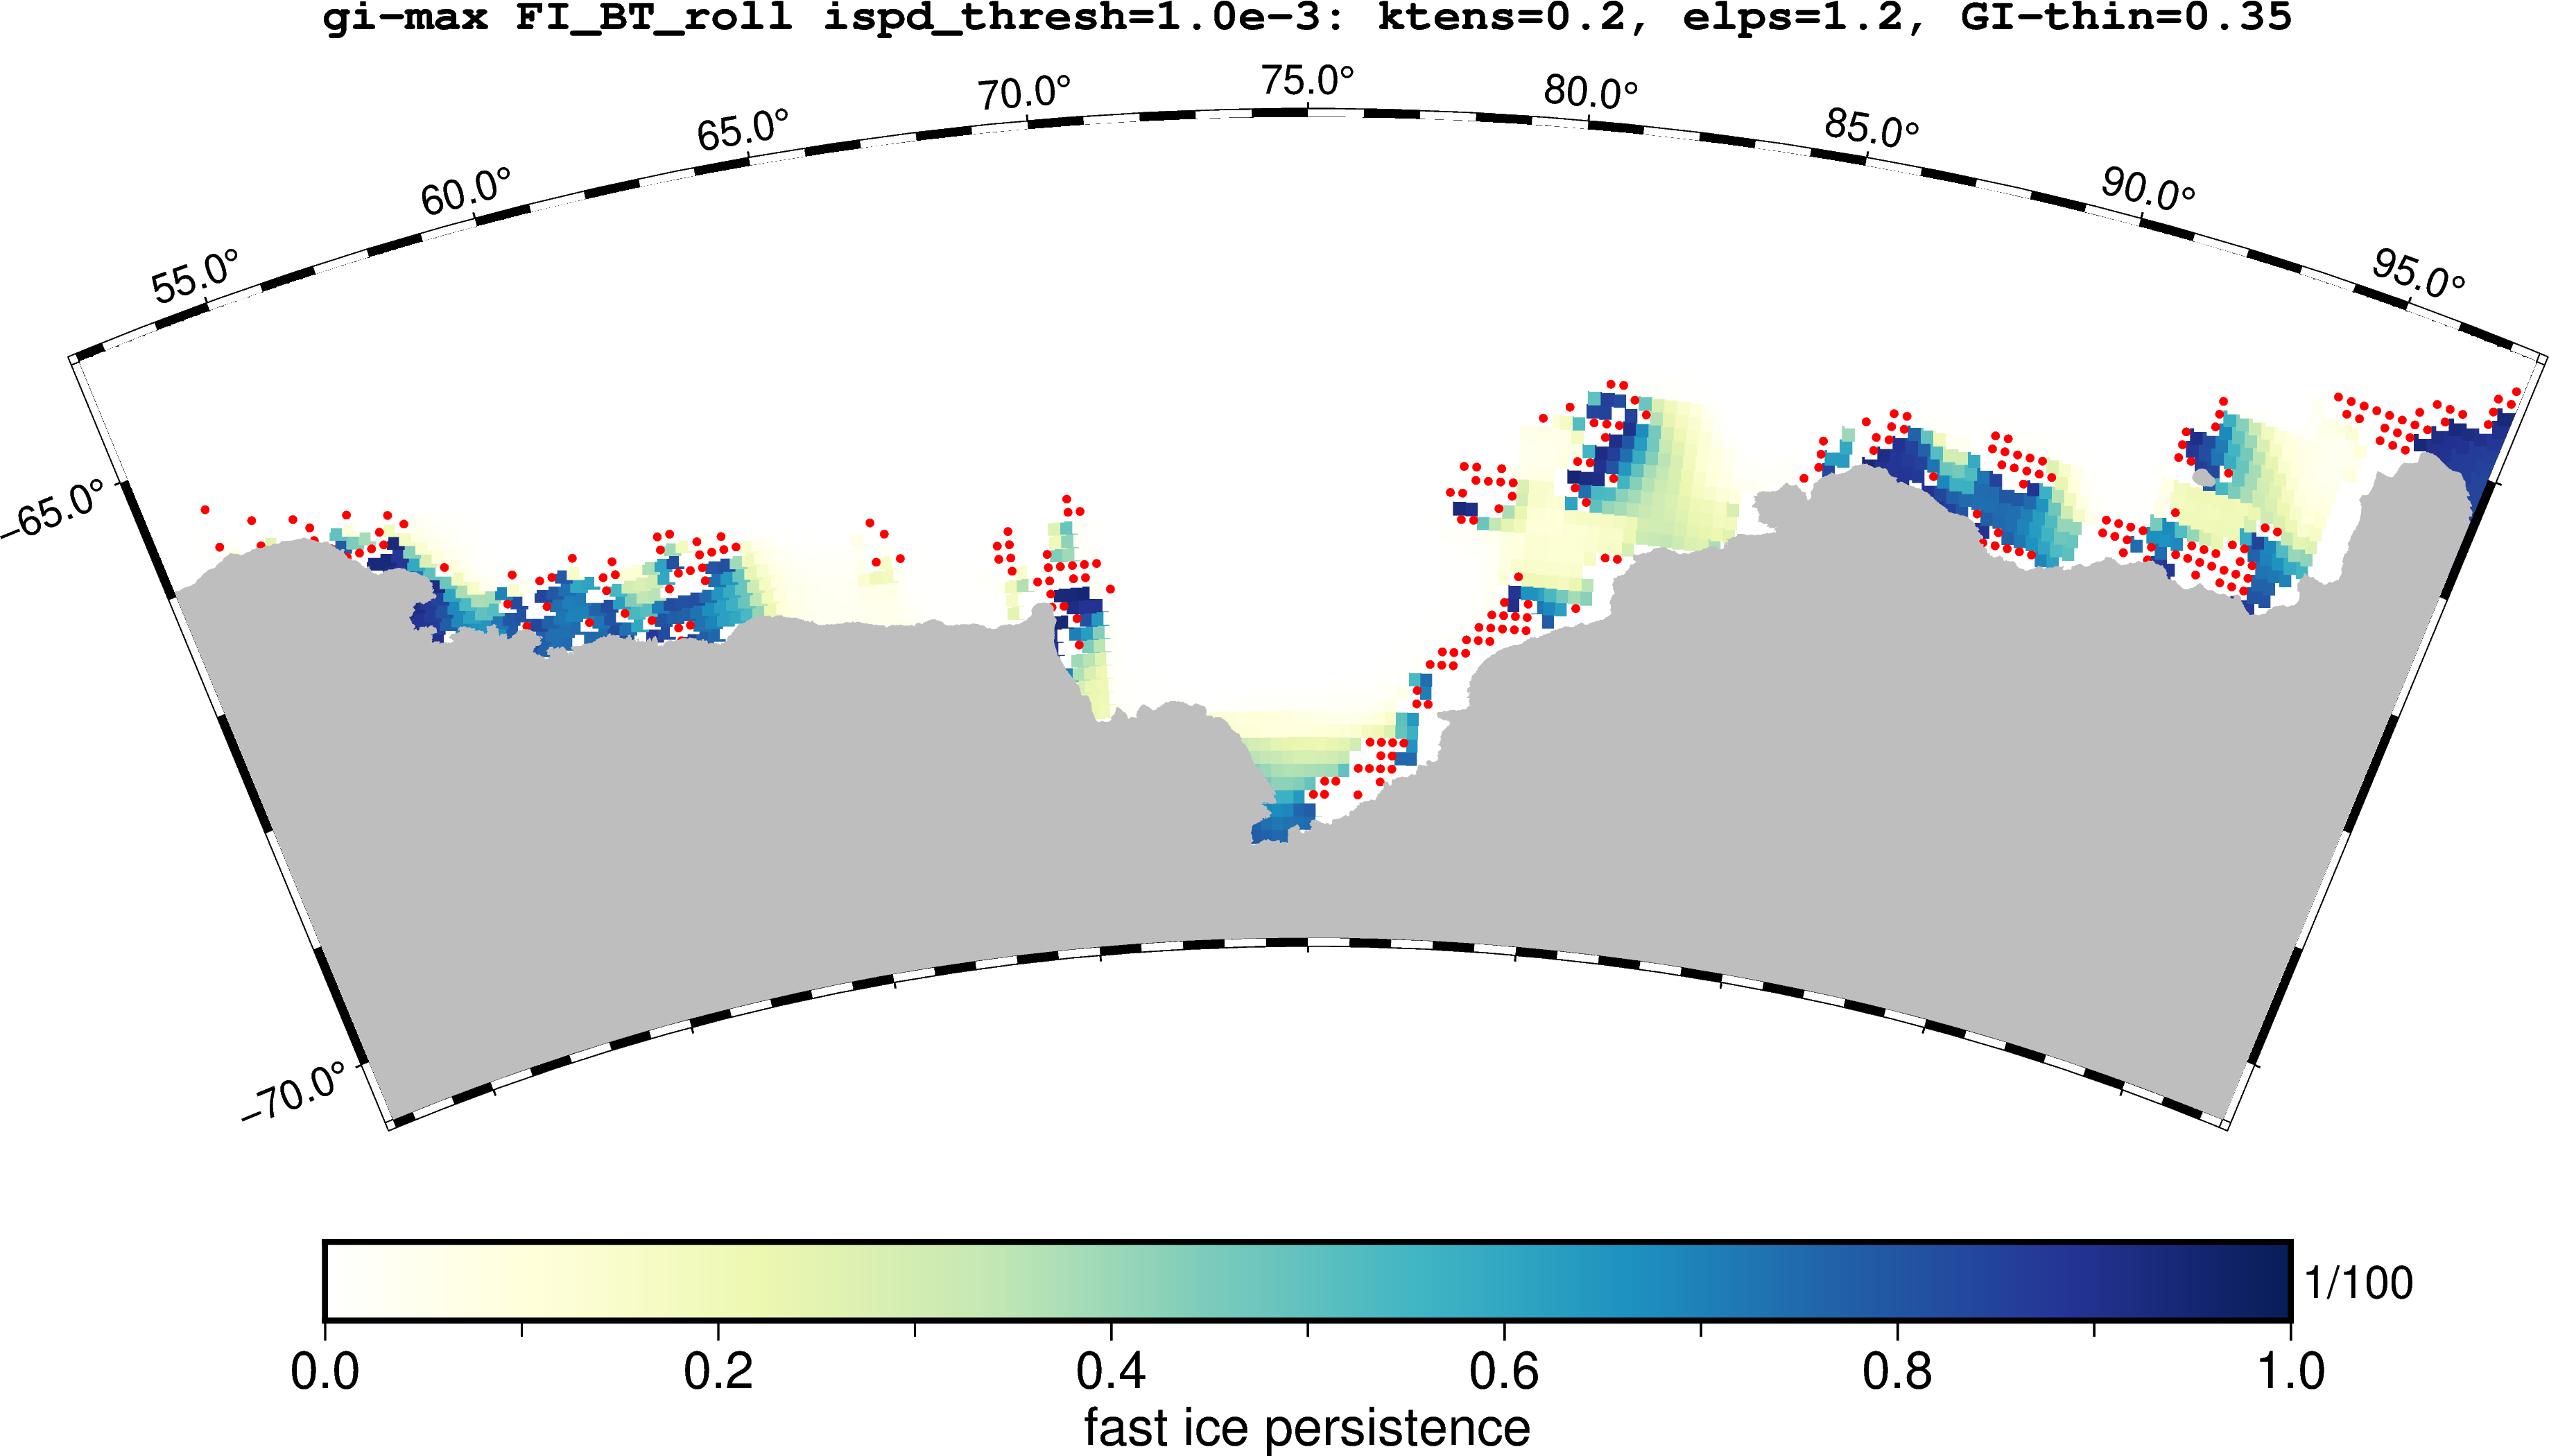 gi-max FI_BT_roll ispd_thresh=1.0e-3: ktens=0.2, elps=1.2, GI-thin=0.35
55.0° 60.0° 65.0° 70.0° 75.0° 80.0° 85.0° 90.0° 95.0°
-65.0°
-70.0°
1/100
0.0 0.2 0.4 0.6 0.8 1.0
fast ice persistence